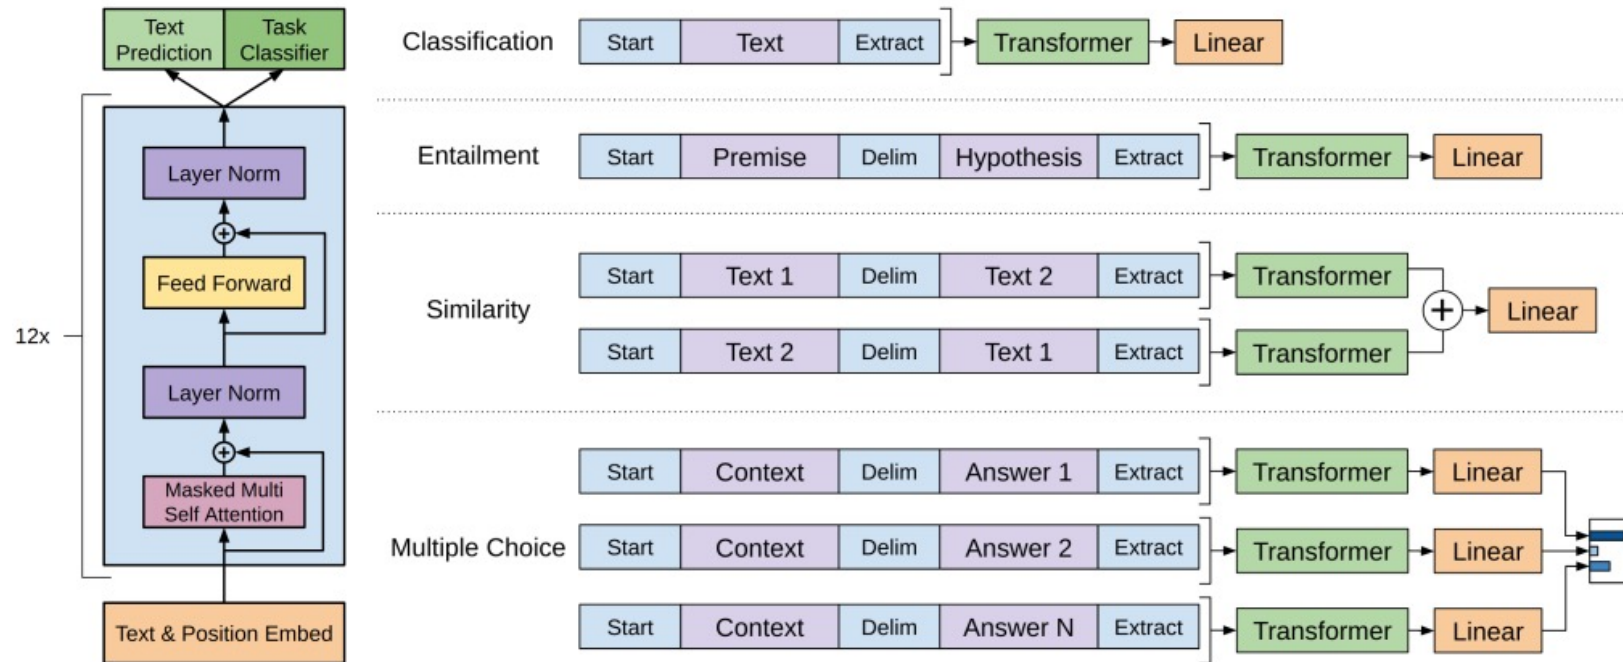 Text Prediction
Task Classifier
12x
Layer Norm
Feed Forward
Layer Norm
Masked Multi
Self Attention
Text & Position Embed
Classification
Start Text Extract Transformer Linear
Entailment
Start Premise Delim Hypothesis Extract Transformer Linear
Similarity
Start Text 1 Delim Text 2 Extract Transformer
+ Linear
Start Text 2 Delim Text 1 Extract Transformer
Multiple Choice
Start Context Delim Answer 1 Extract Transformer Linear
Start Context Delim Answer 2 Extract Transformer Linear
Start Context Delim Answer N Extract Transformer Linear